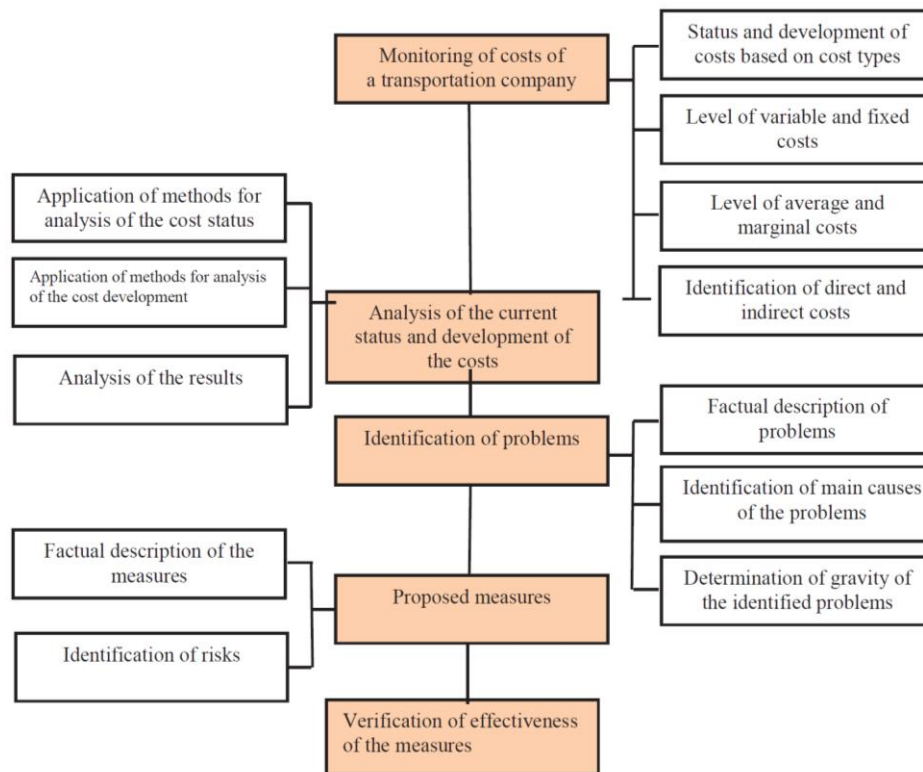 Monitoring of costs of
a transportation company
Status and development of
costs based on cost types
Level of variable and fixed
costs
Level of average and
marginal costs
Identification of direct and
indirect costs
Application of methods for
analysis of the cost status
Application of methods for analysis
of the cost development
Analysis of the results
Analysis of the current
status and development of
the costs
Identification of problems
Factual description of
problems
Identification of main causes
of the problems
Determination of gravity of
the identified problems
Factual description of the
measures
Identification of risks
Proposed measures
Verification of effectiveness
of the measures